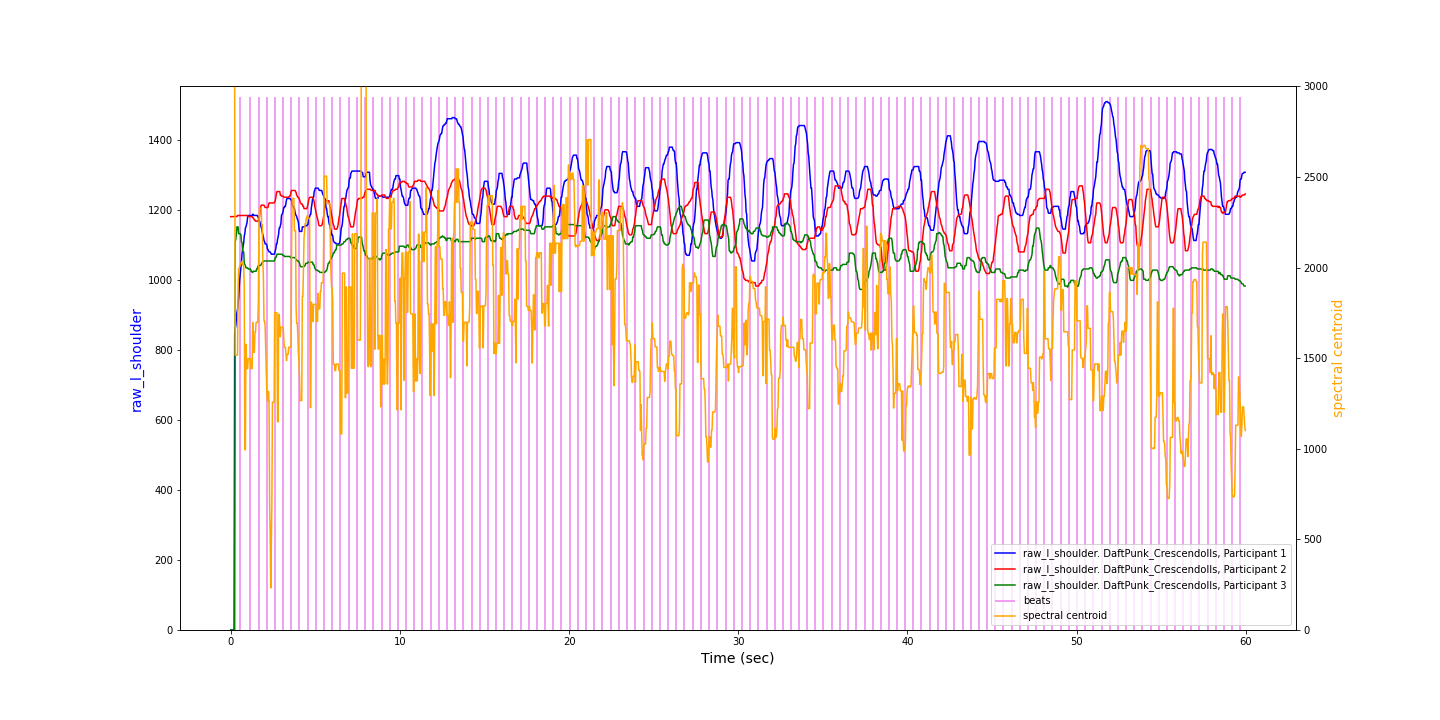 3000
1400
2500
1200
2000
1000
800
1500
600
1000
400
500
200
0
0
raw_l_shoulder
spectral centroid
raw_l_shoulder. DaftPunk_Crescendolls, Participant 1
raw_l_shoulder. DaftPunk_Crescendolls, Participant 2
raw_l_shoulder. DaftPunk_Crescendolls, Participant 3
beats
spectral centroid
0 10 20 30 40 50 60
Time (sec)